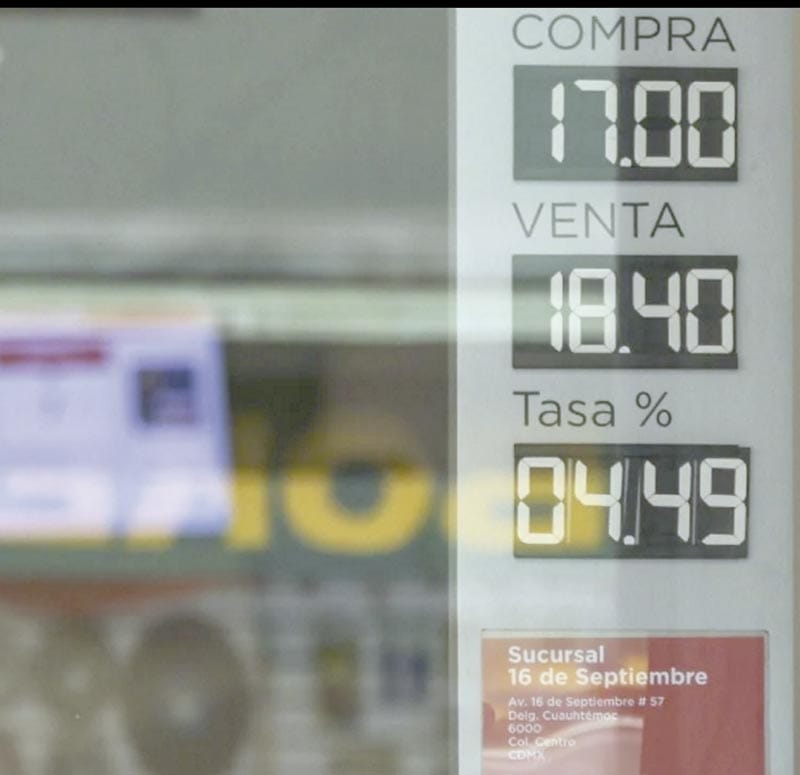 COMPRA
17.00
VENTA
18.40
Tasa %
04.49
Sucursal
16 de Septiembre
Av. 16 de Septiembre # 57
Delg. Cuauhtémoc
6000
Col. Centro
CDMX